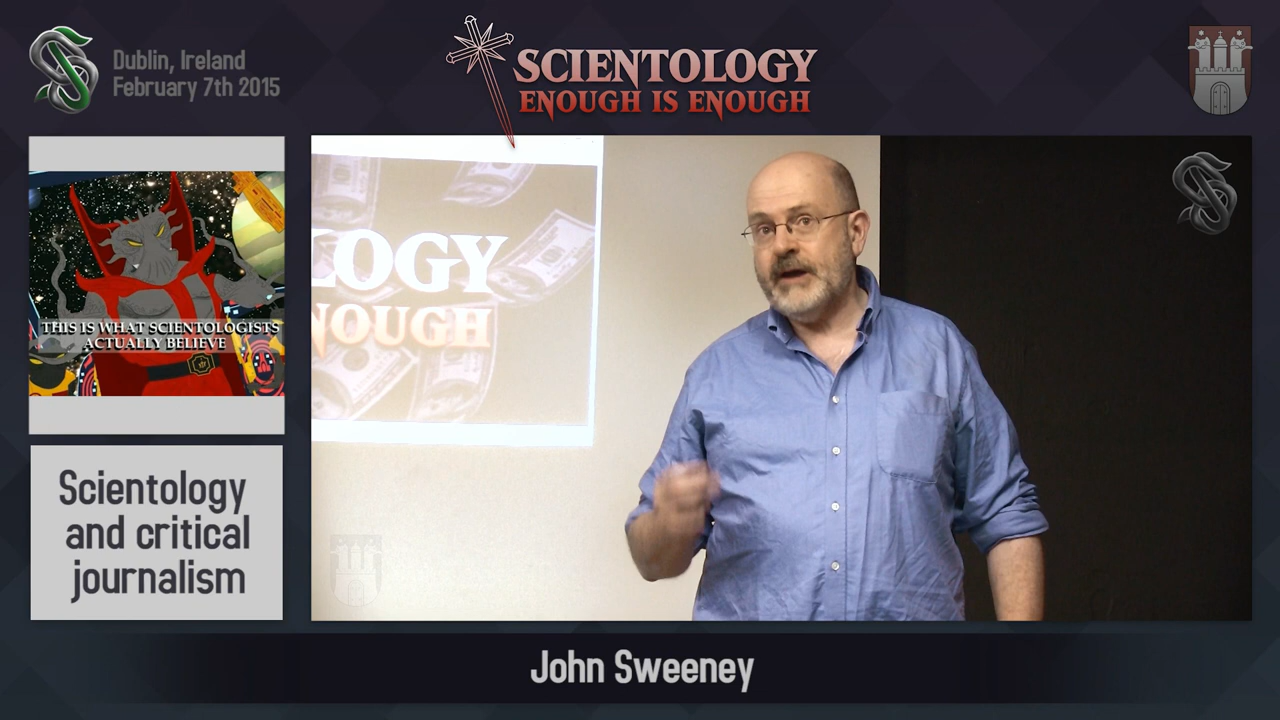 Dublin, Ireland
February 7th 2015
SCIENTOLOGY
ENOUGH IS ENOUGH
THIS IS WHAT SCIENTOLOGISTS
ACTUALLY BELIEVE
LOGY
NOUGH
Scientology
and critical
journalism
John Sweeney